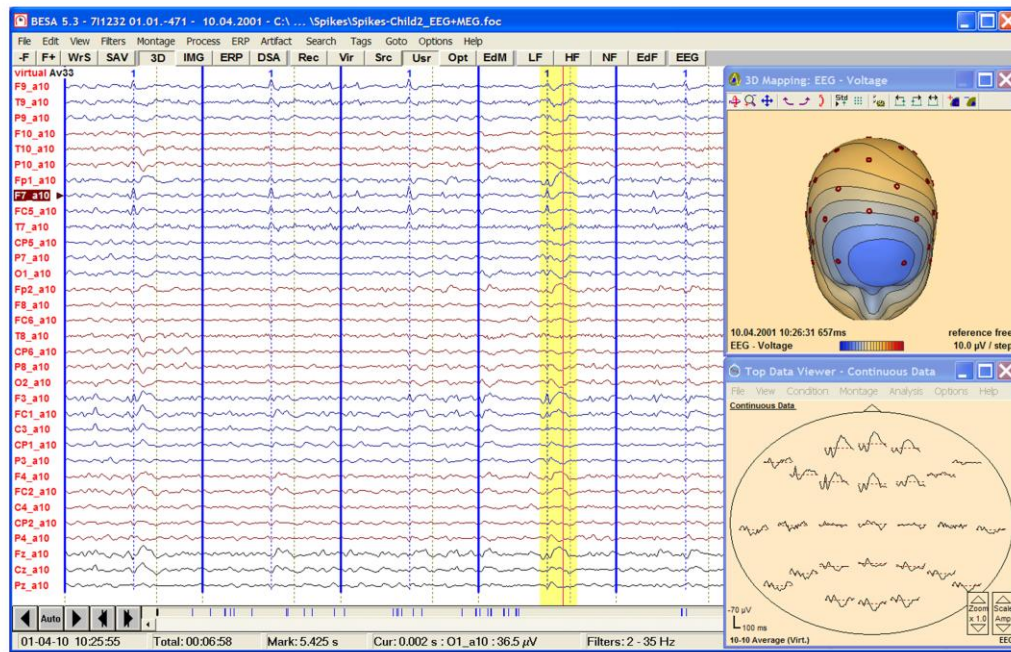 BESA 5.3 - 7I1232 01.01.-471 - 10.04.2001 - C:\ ... \Spikes\Spikes-Child2_EEG+MEG.foc
File Edit View Filters Montage Process ERP Artifact Search Tags Goto Options Help
-F F+ WrS SAV 3D IMG ERP DSA Rec Vir Src Usr Opt EdM LF HF NF EdF EEG
virtual Av33 1 1 1 1 1
F9_a10
T9_a10
P9_a10
F10_a10
T10_a10
P10_a10
Fp1_a10
F7_a10
FC5_a10
T7_a10
CP5_a10
P7_a10
O1_a10
Fp2_a10
F8_a10
FC6_a10
T8_a10
CP6_a10
P8_a10
O2_a10
F3_a10
FC1_a10
C3_a10
CP1_a10
P3_a10
F4_a10
FC2_a10
C4_a10
CP2_a10
P4_a10
Fz_a10
Cz_a10
Pz_a10
Auto
01-04-10 10:25:55 Total: 00:06:58 Mark: 5.425 s Cur: 0.002 s : O1_a10 : 36.5 µV Filters: 2 - 35 Hz
3D Mapping: EEG - Voltage
Std
10.04.2001 10:26:31 657ms reference free
EEG - Voltage 10.0 µV / step
Top Data Viewer - Continuous Data
File View Condition Montage Analysis Options Help
Continuous Data
-70 µV
100 ms
Zoom
x 1.0
Scale
Amp
10-10 Average (Virt.) EEG